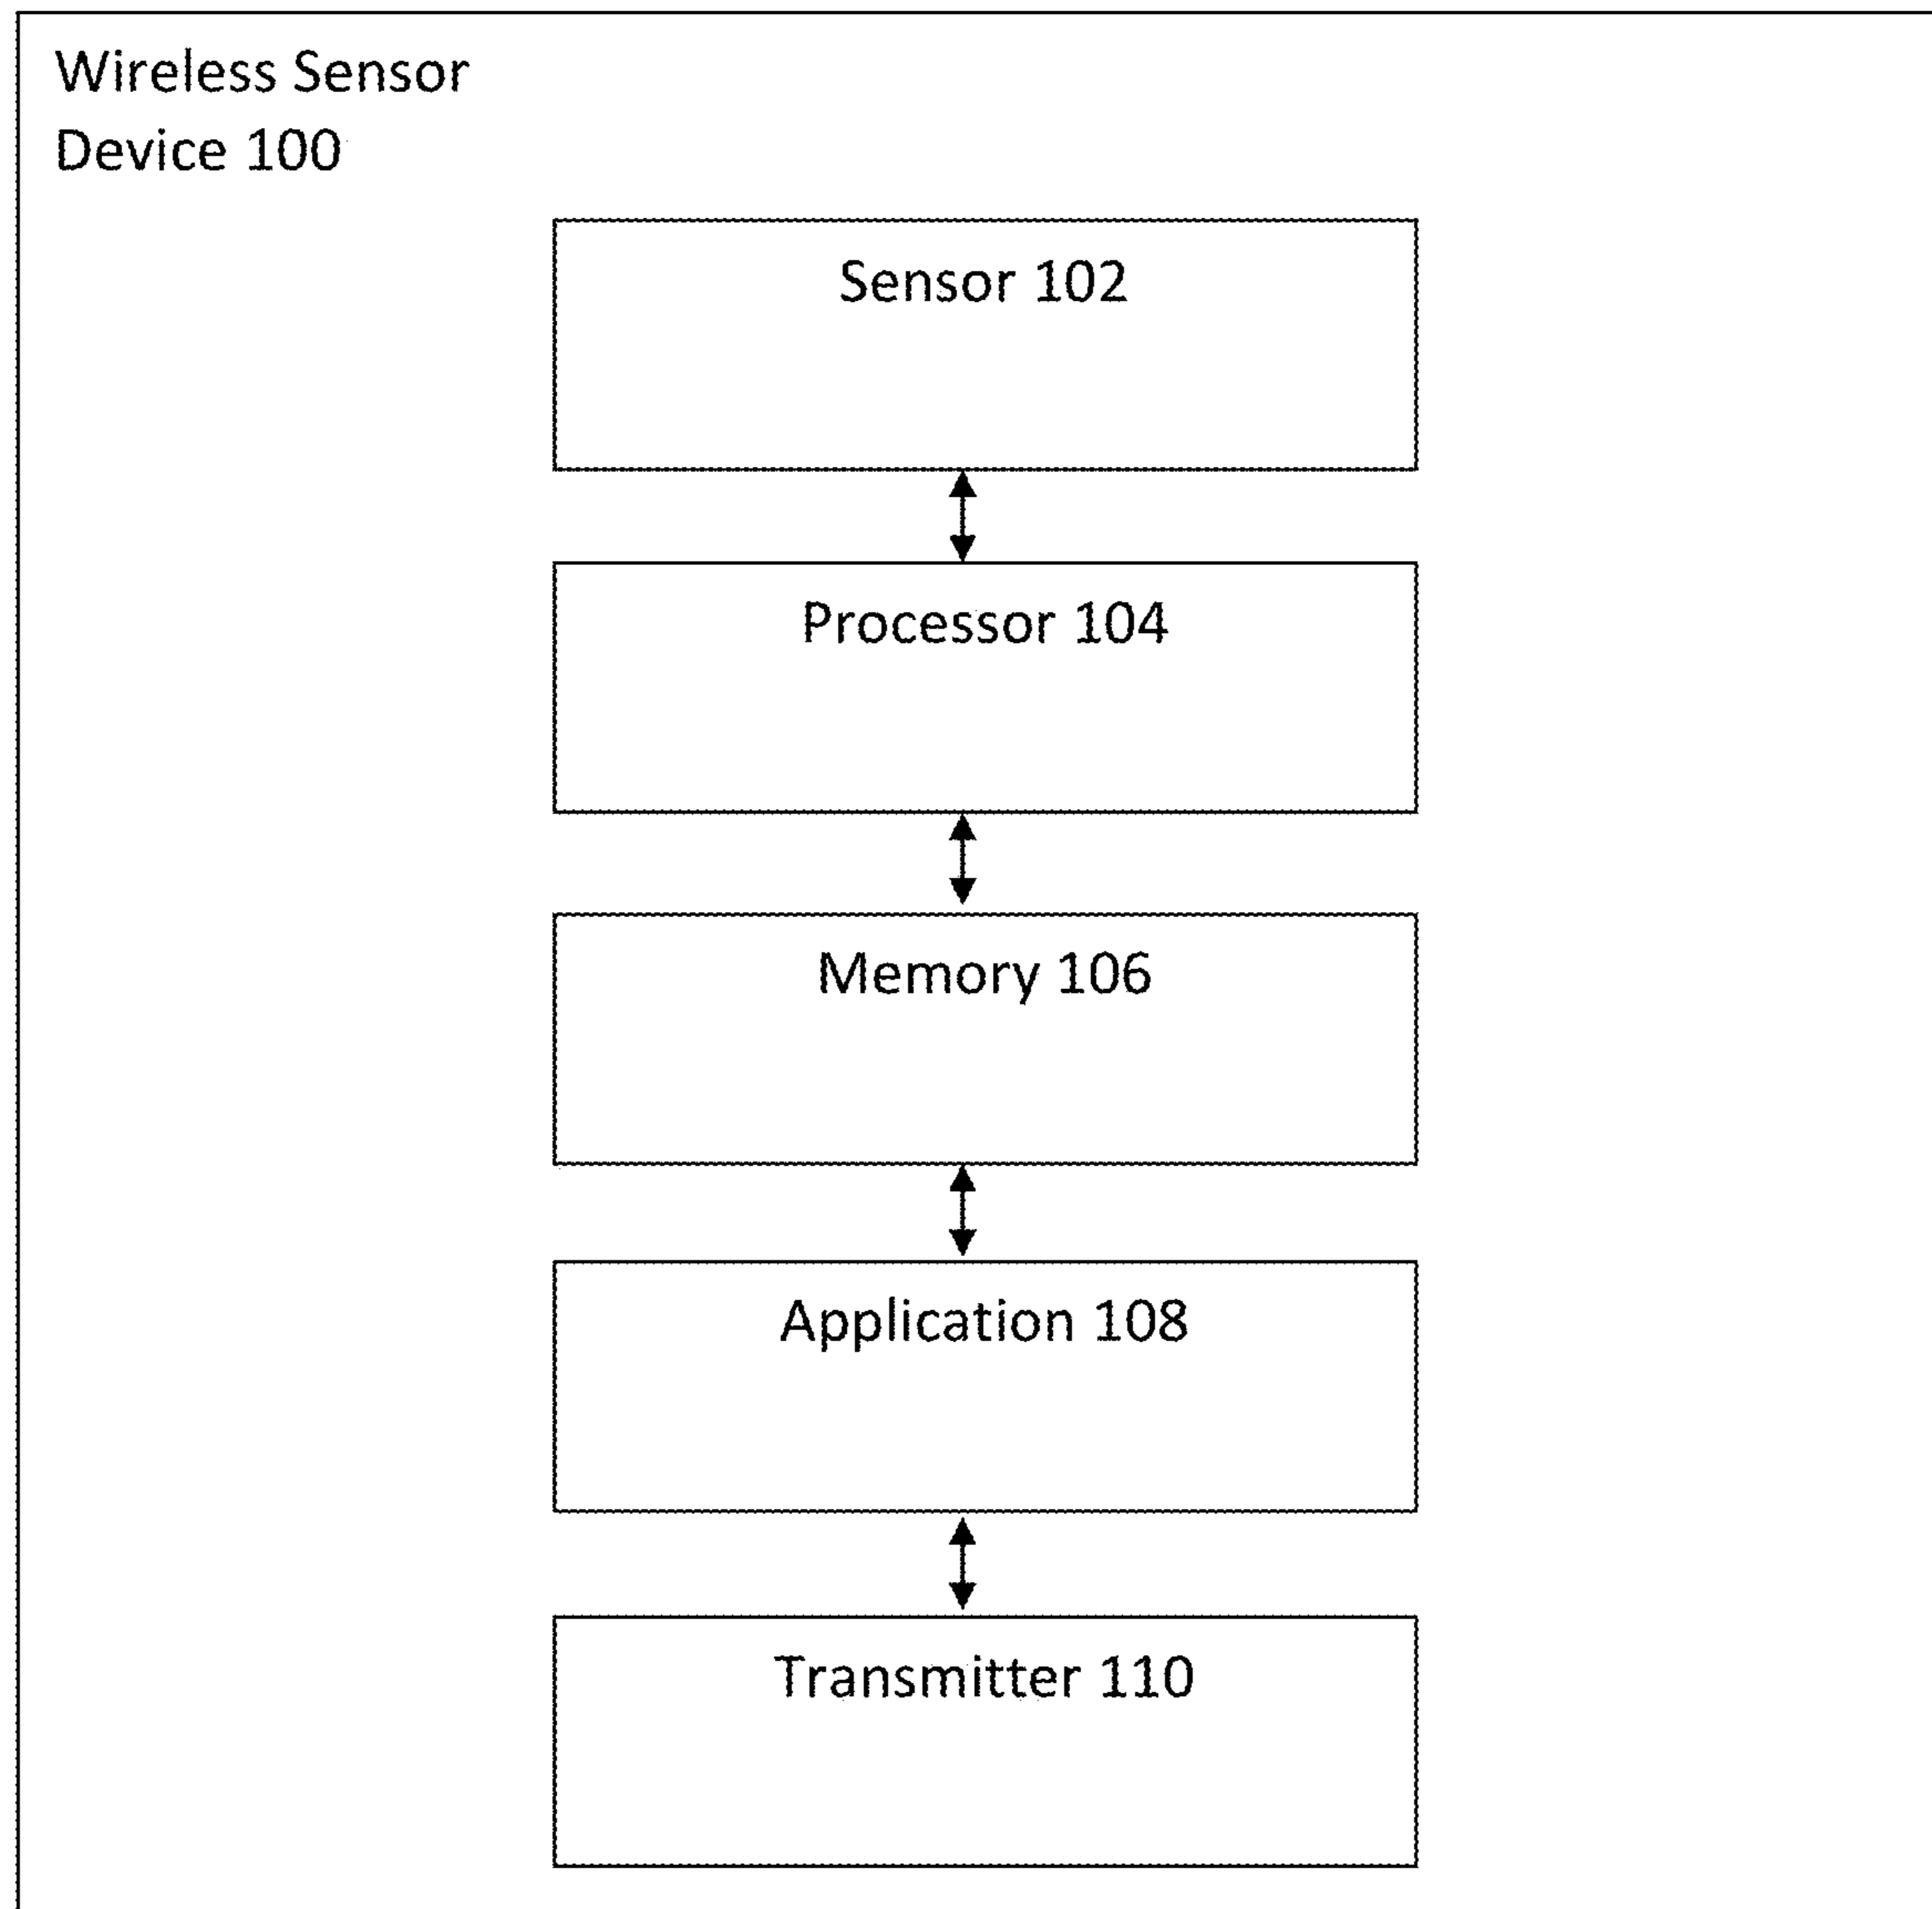 Wireless Sensor
Device 100
Sensor 102
Processor 104
Memory 106
Application 108
Transmitter 110